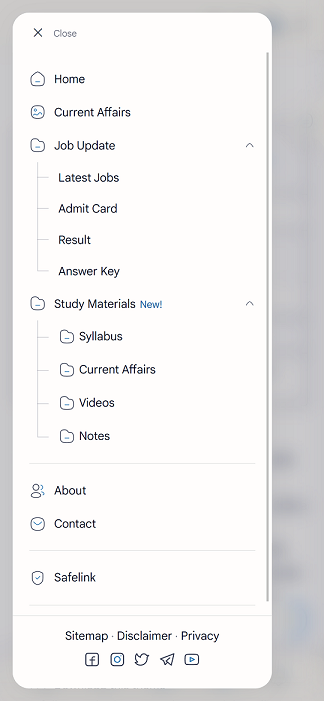 Close
Home
Current Affairs
Job Update
Latest Jobs
Admit Card
Result
Answer Key
Study Materials New!
Syllabus
Current Affairs
Videos
Notes
About
Contact
Safelink
Sitemap · Disclaimer · Privacy